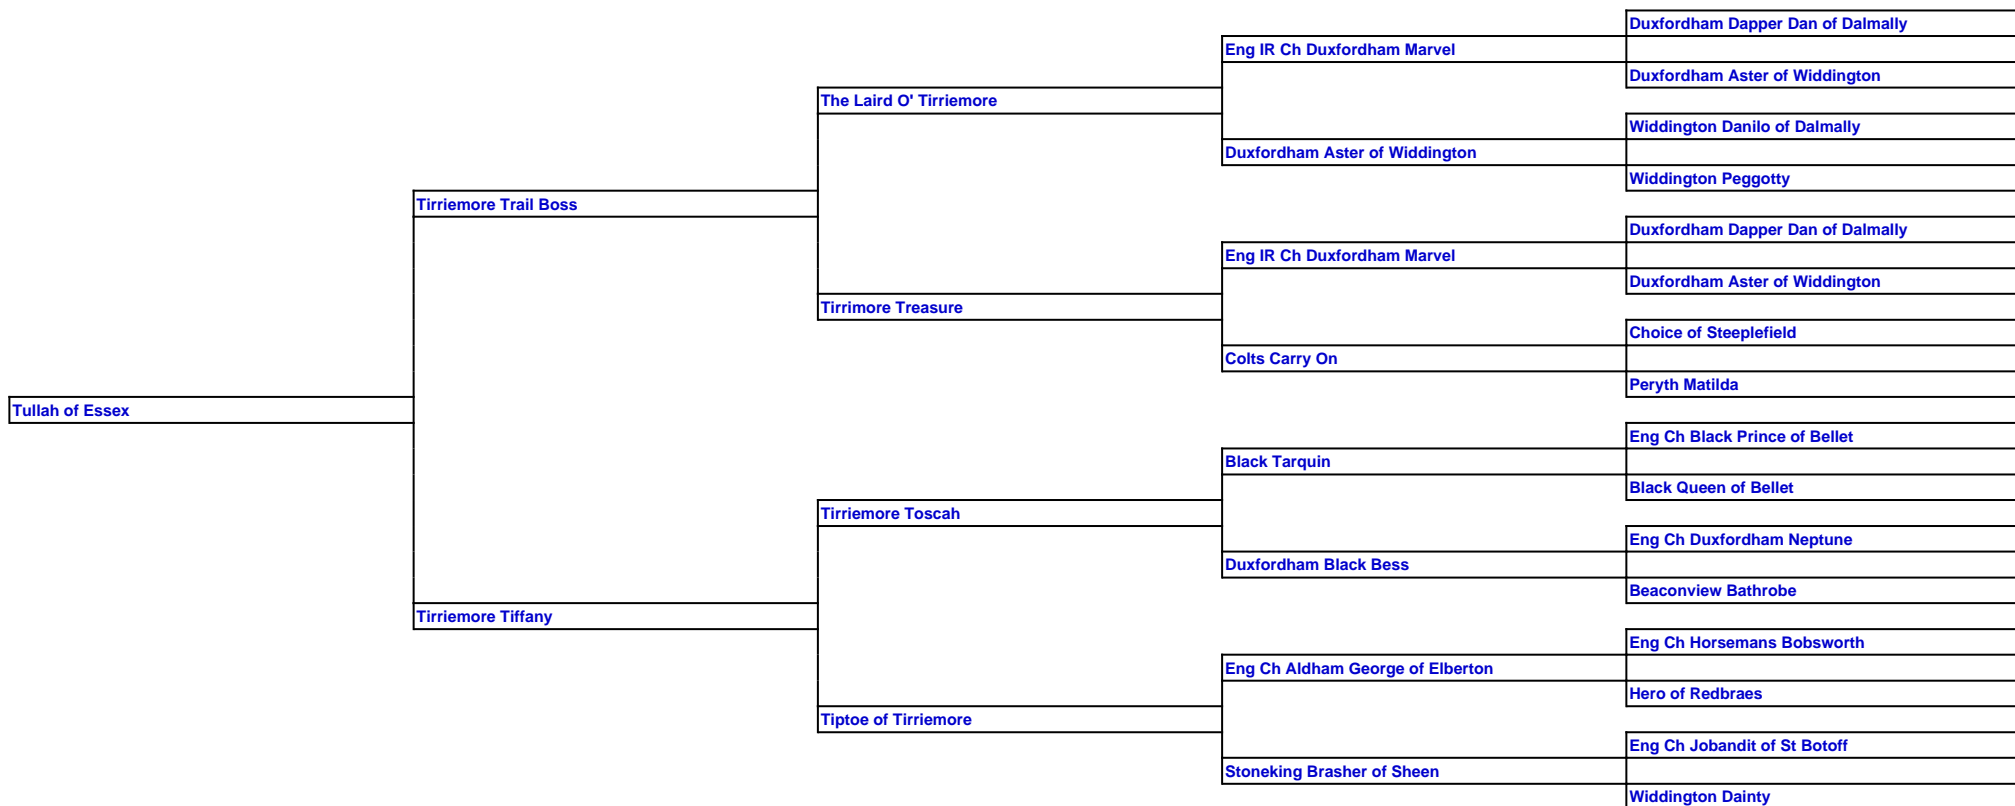 Duxfordham Dapper Dan of Dalmally
Eng IR Ch Duxfordham Marvel
Duxfordham Aster of Widdington
The Laird O' Tirriemore
Widdington Danilo of Dalmally
Duxfordham Aster of Widdington
Widdington Peggotty
Tirriemore Trail Boss
Duxfordham Dapper Dan of Dalmally
Eng IR Ch Duxfordham Marvel
Duxfordham Aster of Widdington
Tirrimore Treasure
Choice of Steeplefield
Colts Carry On
Peryth Matilda
Tullah of Essex
Eng Ch Black Prince of Bellet
Black Tarquin
Black Queen of Bellet
Tirriemore Toscah
Eng Ch Duxfordham Neptune
Duxfordham Black Bess
Beaconview Bathrobe
Tirriemore Tiffany
Eng Ch Horsemans Bobsworth
Eng Ch Aldham George of Elberton
Hero of Redbraes
Tiptoe of Tirriemore
Eng Ch Jobandit of St Botoff
Stoneking Brasher of Sheen
Widdington Dainty